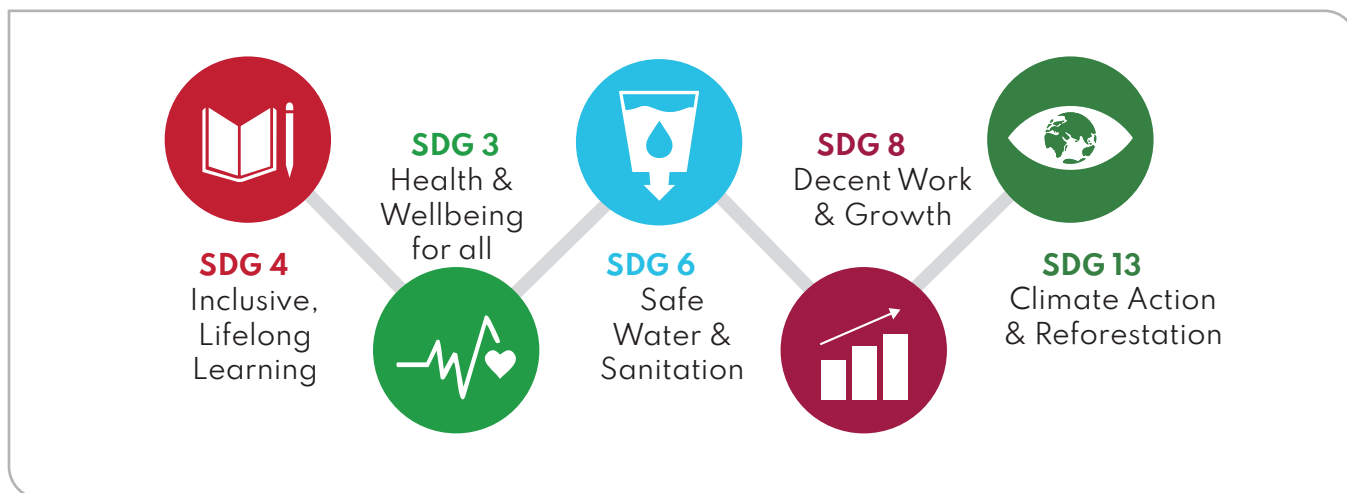 SDG 4
Inclusive,
Lifelong
Learning
SDG 3
Health &
Wellbeing
for all
SDG 6
Safe
Water &
Sanitation
SDG 8
Decent Work
& Growth
SDG 13
Climate Action
& Reforestation